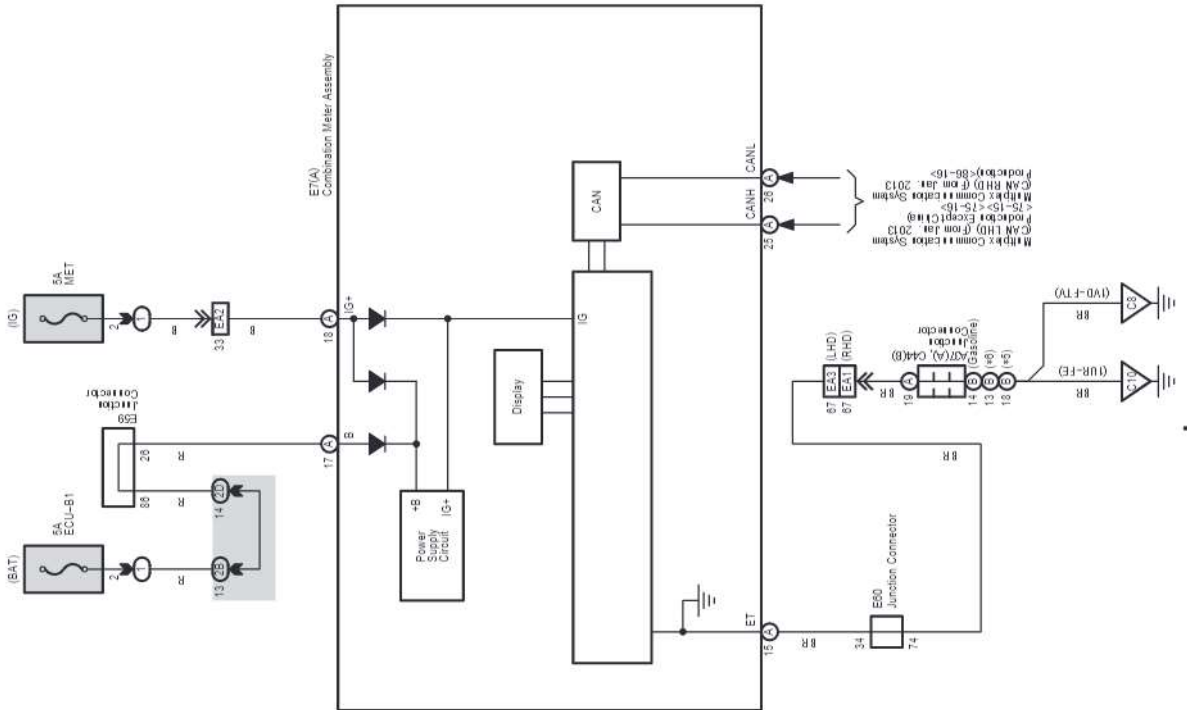 (IG)
5A
MET
2
1
B
33
EA2
B
18
A
IG+
E7(A)
Combination Meter Assembly
(BAT)
5A
ECU-B1
2
1
R
13
2B
14
2D
R
86
26
R
E59
Junction
Connector
17
A
B
+B
IG+
Power
Supply
Circuit
Display
IG
CAN
CANH
CANL
25
A
26
A
Multiplex Communication System
(CAN LHD) (From Jan. 2013
Production Except China)
<75-15><75-16>
Multiplex Communication System
(CAN RHD) (From Jan. 2013
Production)<86-16>
ET
15
A
BR
34
E60
Junction Connector
74
BR
67
EA3
(LHD)
67
EA1
(RHD)
BR
19
A
A37(A), C44(B)
Junction
Connector
14
B
(Gasoline)
13
B
(*6)
18
B
(*5)
BR
(1UR-FE)
C10
BR
(1VD-FTV)
C8